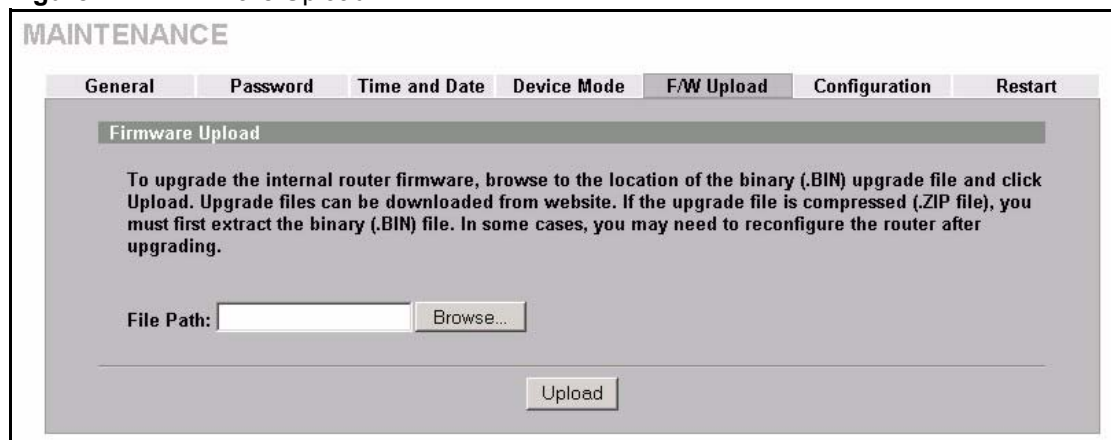 MAINTENANCE
General Password Time and Date Device Mode F/W Upload Configuration Restart
Firmware Upload
To upgrade the internal router firmware, browse to the location of the binary (.BIN) upgrade file and click
Upload. Upgrade files can be downloaded from website. If the upgrade file is compressed (.ZIP file), you
must first extract the binary (.BIN) file. In some cases, you may need to reconfigure the router after
upgrading.
File Path: Browse...
Upload